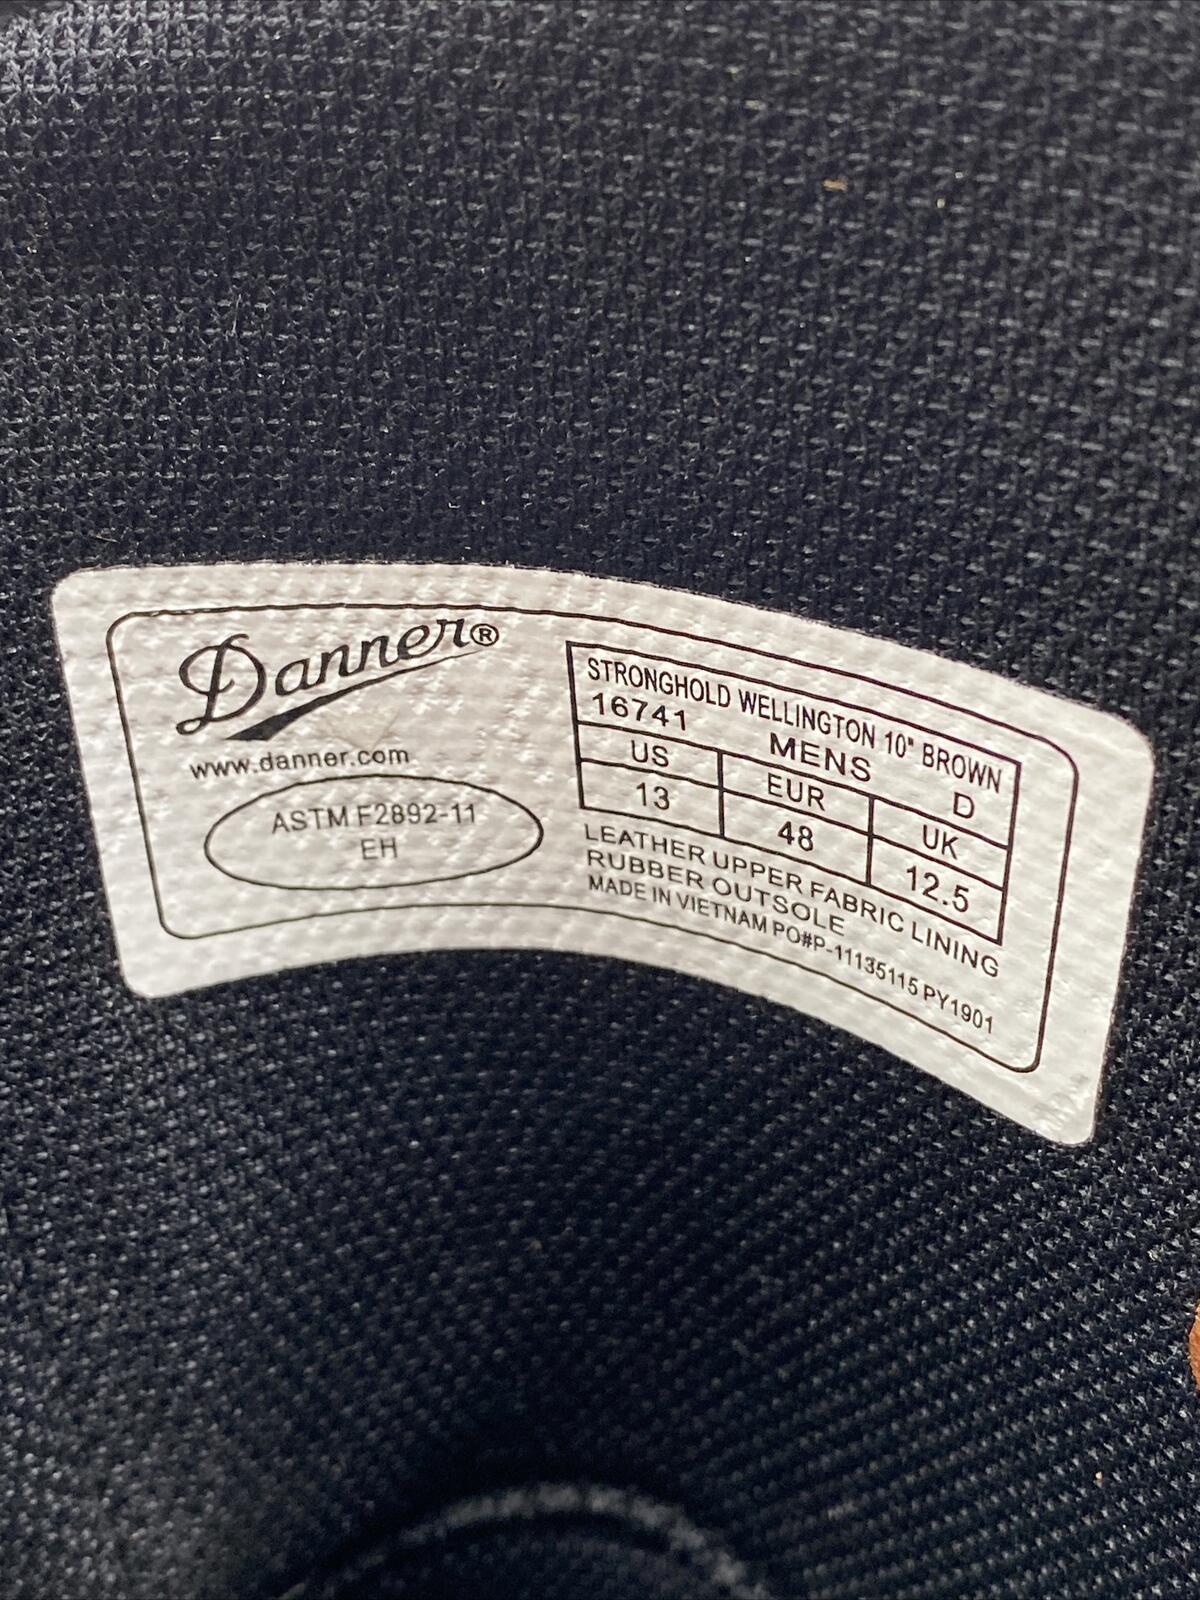 Danner®
www.danner.com
ASTM F2892-11
EH
STRONGHOLD WELLINGTON 10" BROWN
16741 MENS D
US EUR UK
13 48 12.5
LEATHER UPPER FABRIC LINING
RUBBER OUTSOLE
MADE IN VIETNAM PO#P-11135115 PY1901